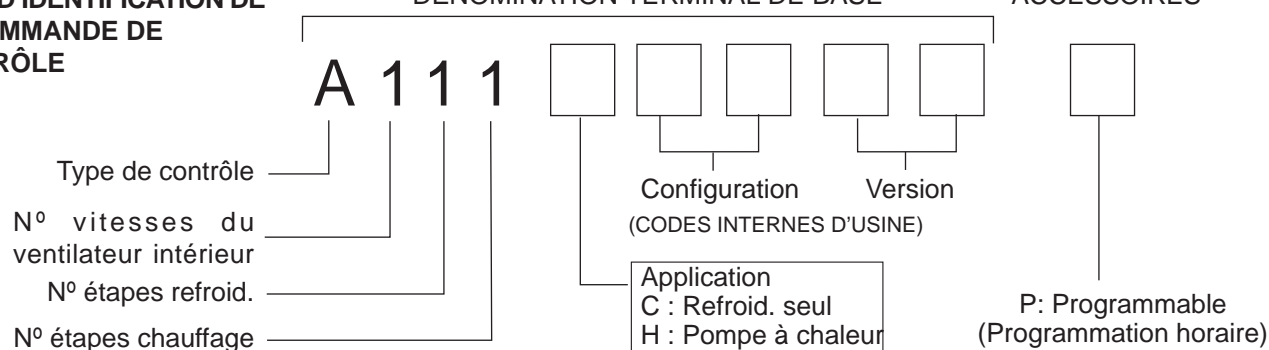 D'IDENTIFICATION DE
DÉNOMINATION TERMINAL DE BASE
ACCESSOIRES
MMANDE DE
RÔLE
A 1 1 1
Type de contrôle
Nº vitesses du
ventilateur intérieur
Nº étapes refroid.
Nº étapes chauffage
Configuration
Version
(CODES INTERNES D'USINE)
Application
C : Refroid. seul
H : Pompe à chaleur
P: Programmable
(Programmation horaire)